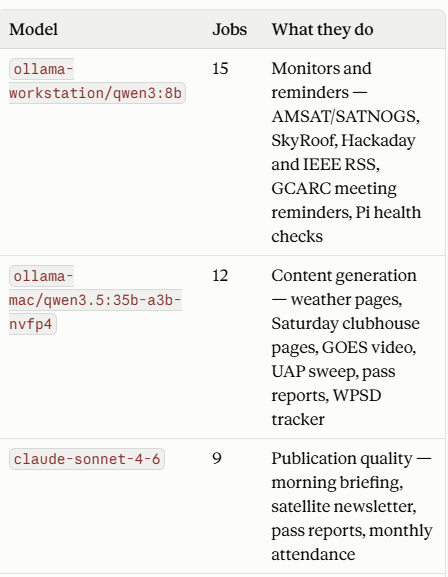 Model Jobs What they do
ollama-
workstation/qwen3:8b
15
Monitors and
reminders —
AMSAT/SATNOGS,
SkyRoof, Hackaday
and IEEE RSS,
GCARC meeting
reminders, Pi health
checks
ollama-
mac/qwen3.5:35b-a3b-
nvfp4
12
Content generation
— weather pages,
Saturday clubhouse
pages, GOES video,
UAP sweep, pass
reports, WPSD
tracker
claude-sonnet-4-6
9
Publication quality —
morning briefing,
satellite newsletter,
pass reports, monthly
attendance